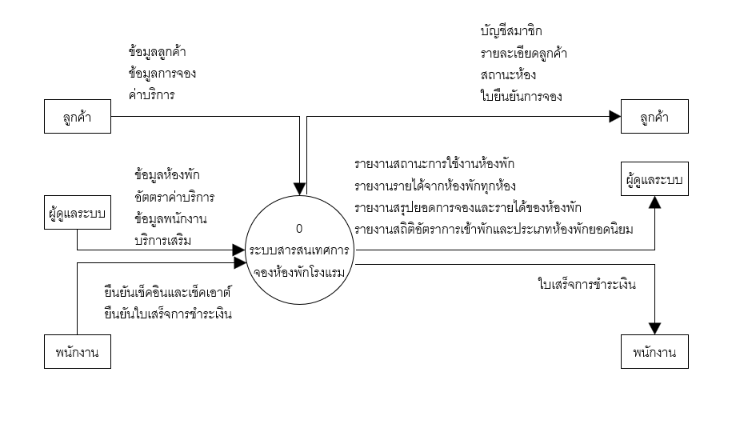 ข้อมูลลูกค้า
ข้อมูลการจอง
ค่าบริการ
บัญชีสมาชิก
รายละเอียดลูกค้า
สถานะห้อง
ใบยืนยันการจอง
ลูกค้า
ลูกค้า
ข้อมูลห้องพัก
อัตตราค่าบริการ
ข้อมูลพนักงาน
บริการเสริม
รายงานสถานะการใช้งานห้องพัก
รายงานรายได้จากห้องพักทุกห้อง
รายงานสรุปยอดการจองและรายได้ของห้องพัก
รายงานสถิติอัตราการเข้าพักและประเภทห้องพักยอดนิยม
ผู้ดูแลระบบ
ผู้ดูแลระบบ
0
ระบบสารสนเทศการ
จองห้องพักโรงแรม
ยืนยันเช็คอินและเช็คเอาต์
ยืนยันใบเสร็จการชำระเงิน
ใบเสร็จการชำระเงิน
พนักงาน
พนักงาน